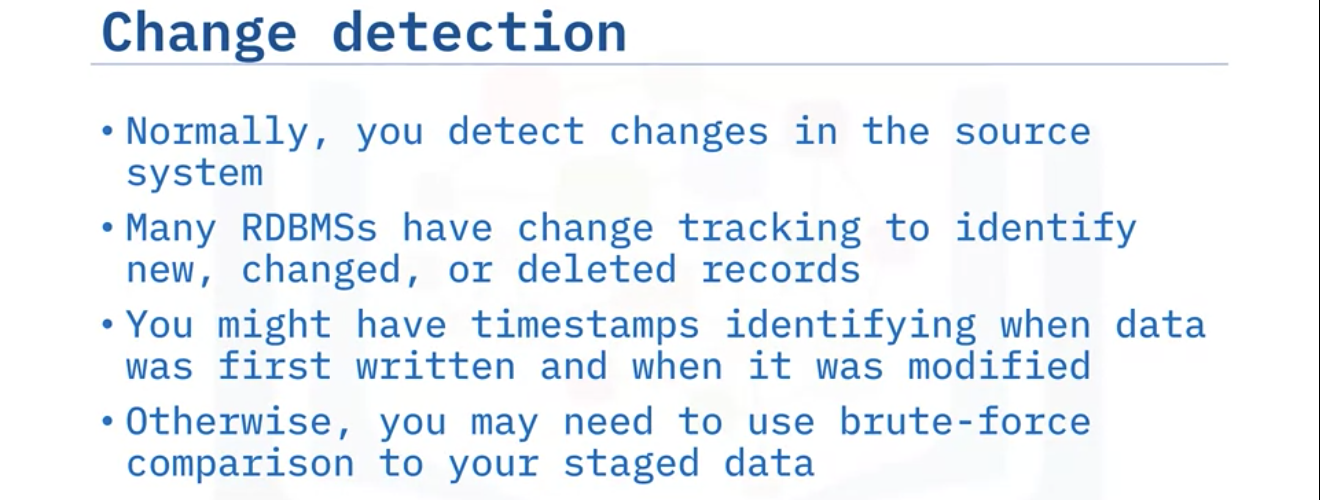 Change detection
• Normally, you detect changes in the source
system
• Many RDBMSs have change tracking to identify
new, changed, or deleted records
• You might have timestamps identifying when data
was first written and when it was modified
• Otherwise, you may need to use brute-force
comparison to your staged data